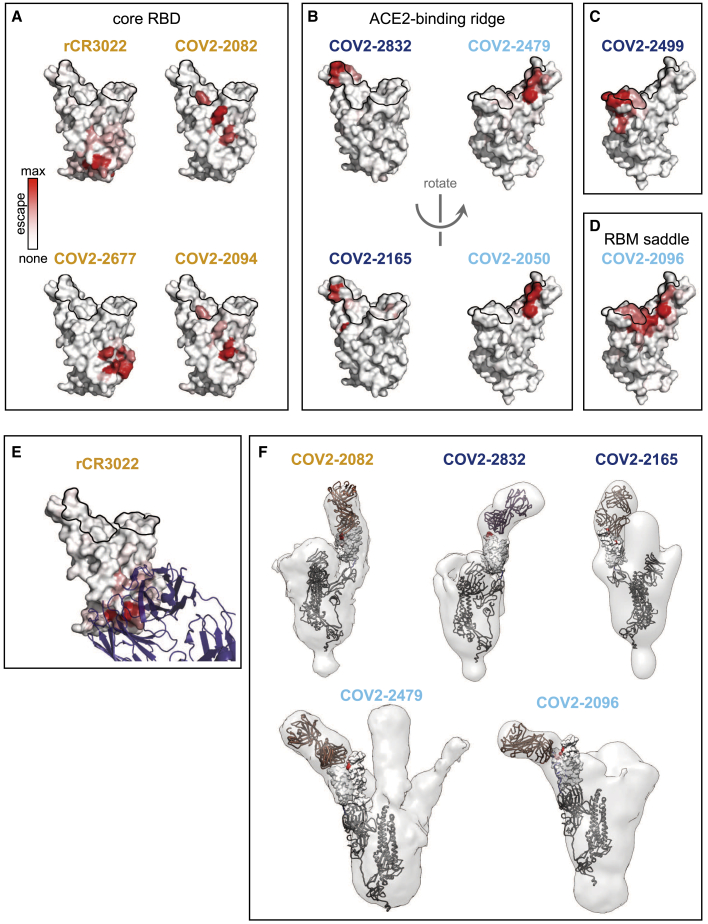 A
core RBD
rCR3022
COV2-2082
max
escape
none
COV2-2677
COV2-2094
B
ACE2-binding ridge
COV2-2832
COV2-2479
rotate
COV2-2165
COV2-2050
C
COV2-2499
D
RBM saddle
COV2-2096
E
rCR3022
F
COV2-2082
COV2-2832
COV2-2165
COV2-2479
COV2-2096